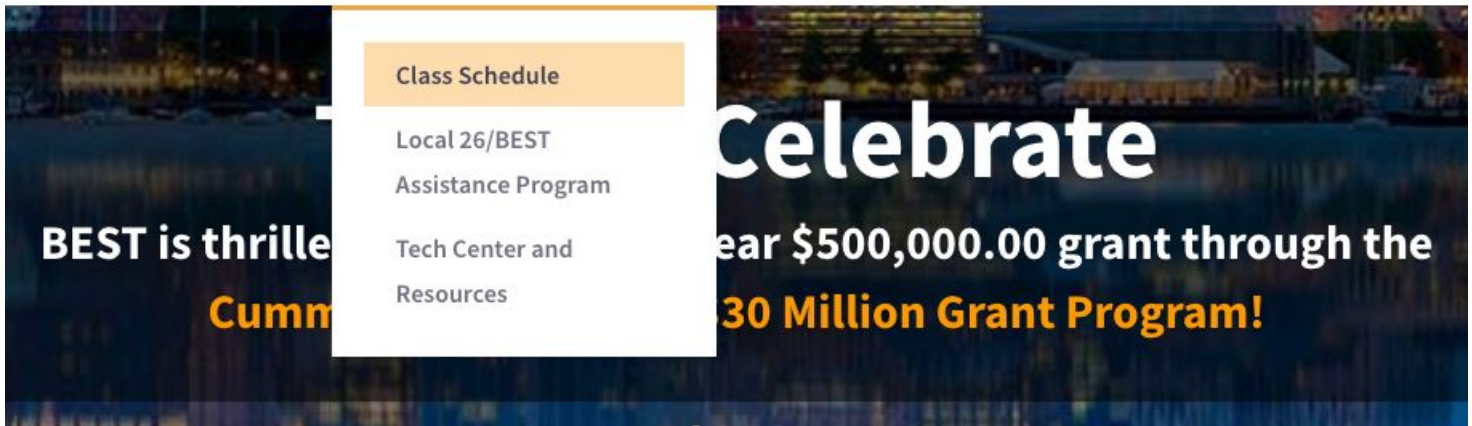 Class Schedule
Local 26/BEST
Assistance Program
Tech Center and
Resources
Celebrate
BEST is thrille
ear $500,000.00 grant through the
Cumm
30 Million Grant Program!